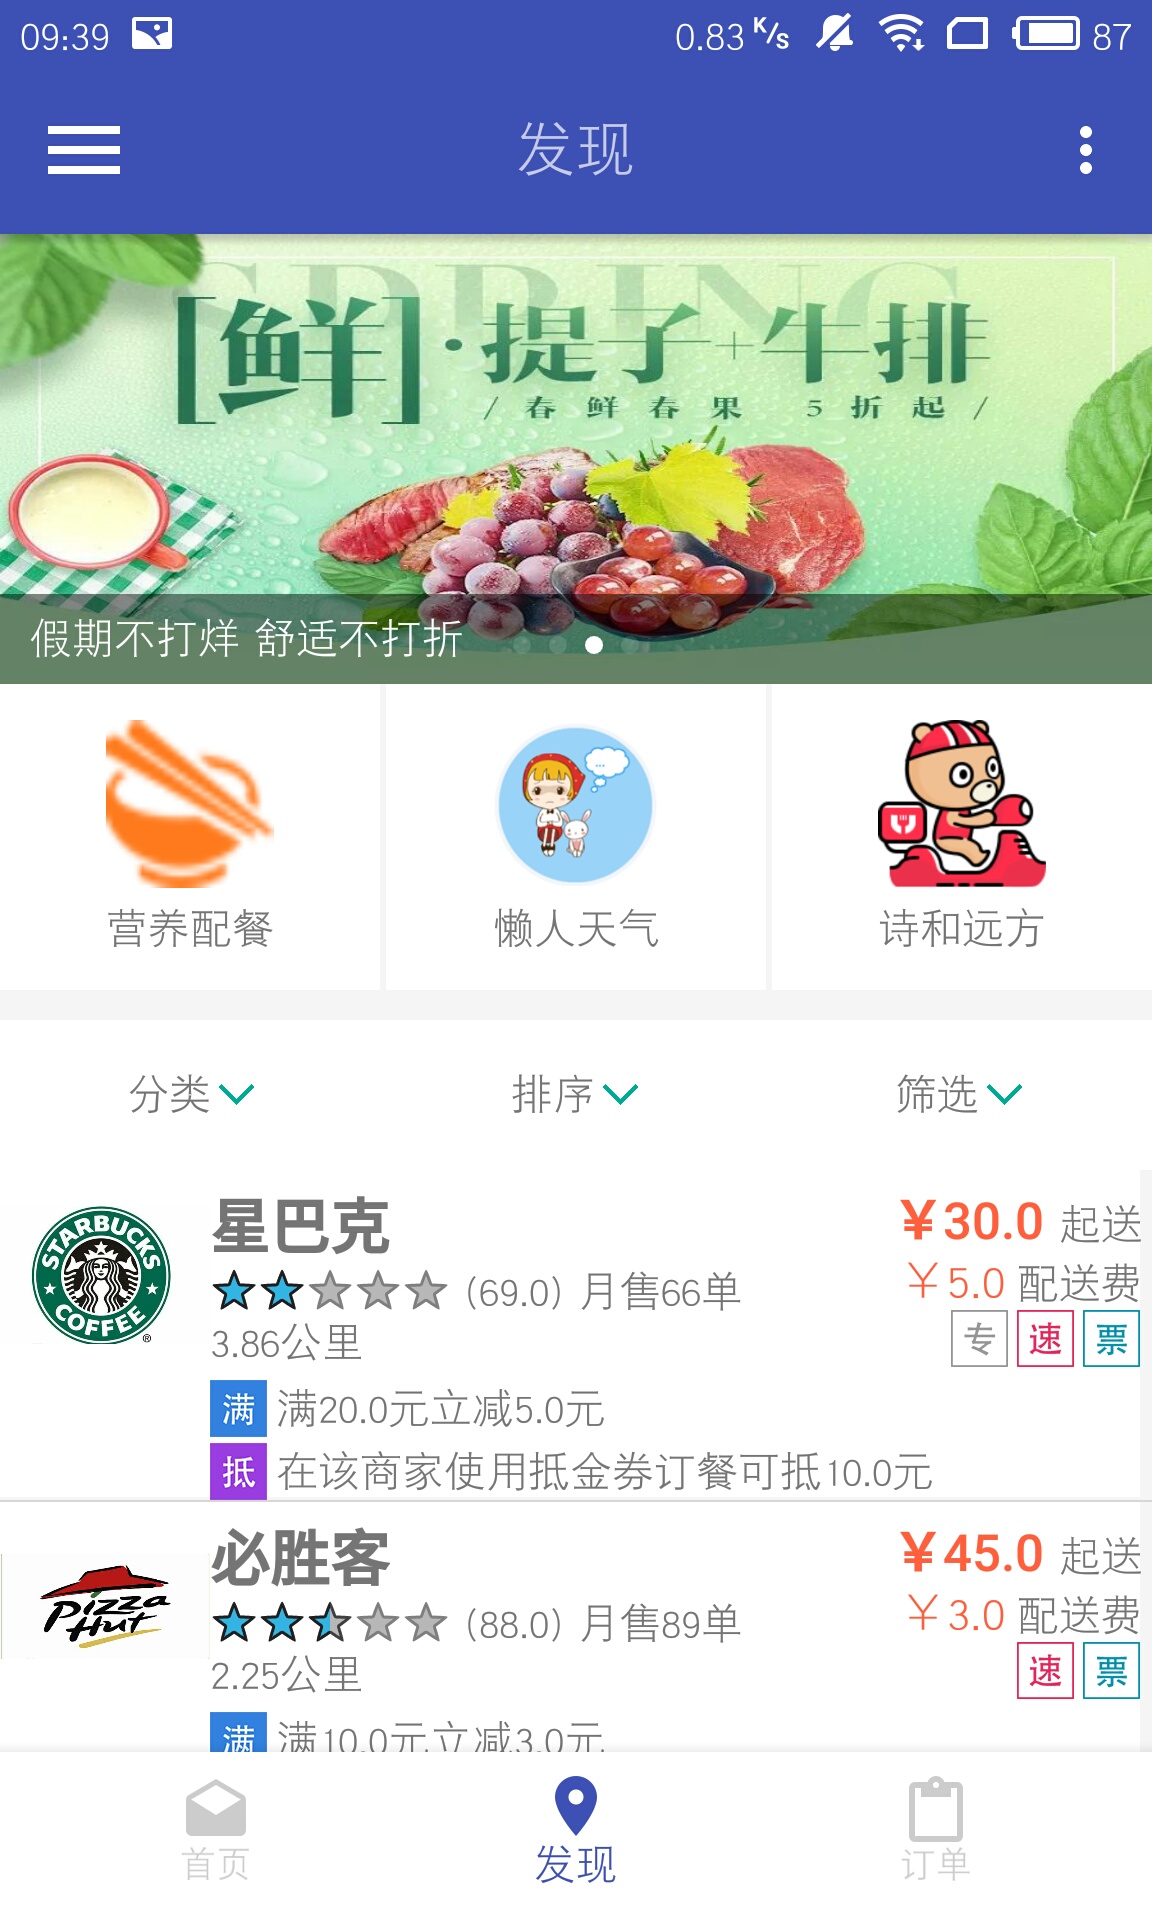 09:39
0.83 K/s
87
发现
SPRING
[鲜]·提子+牛排
/ 春鲜春果 5折起 /
假期不打烊 舒适不打折
营养配餐
懒人天气
诗和远方
分类
排序
筛选
STARBUCKS
COFFEE
®
星巴克
¥30.0 起送
(69.0) 月售66单
¥5.0 配送费
3.86公里
专 速 票
满 满20.0元立减5.0元
抵 在该商家使用抵金券订餐可抵10.0元
Pizza
Hut
必胜客
¥45.0 起送
(88.0) 月售89单
¥3.0 配送费
2.25公里
速 票
满 满10.0元立减3.0元
首页
发现
订单